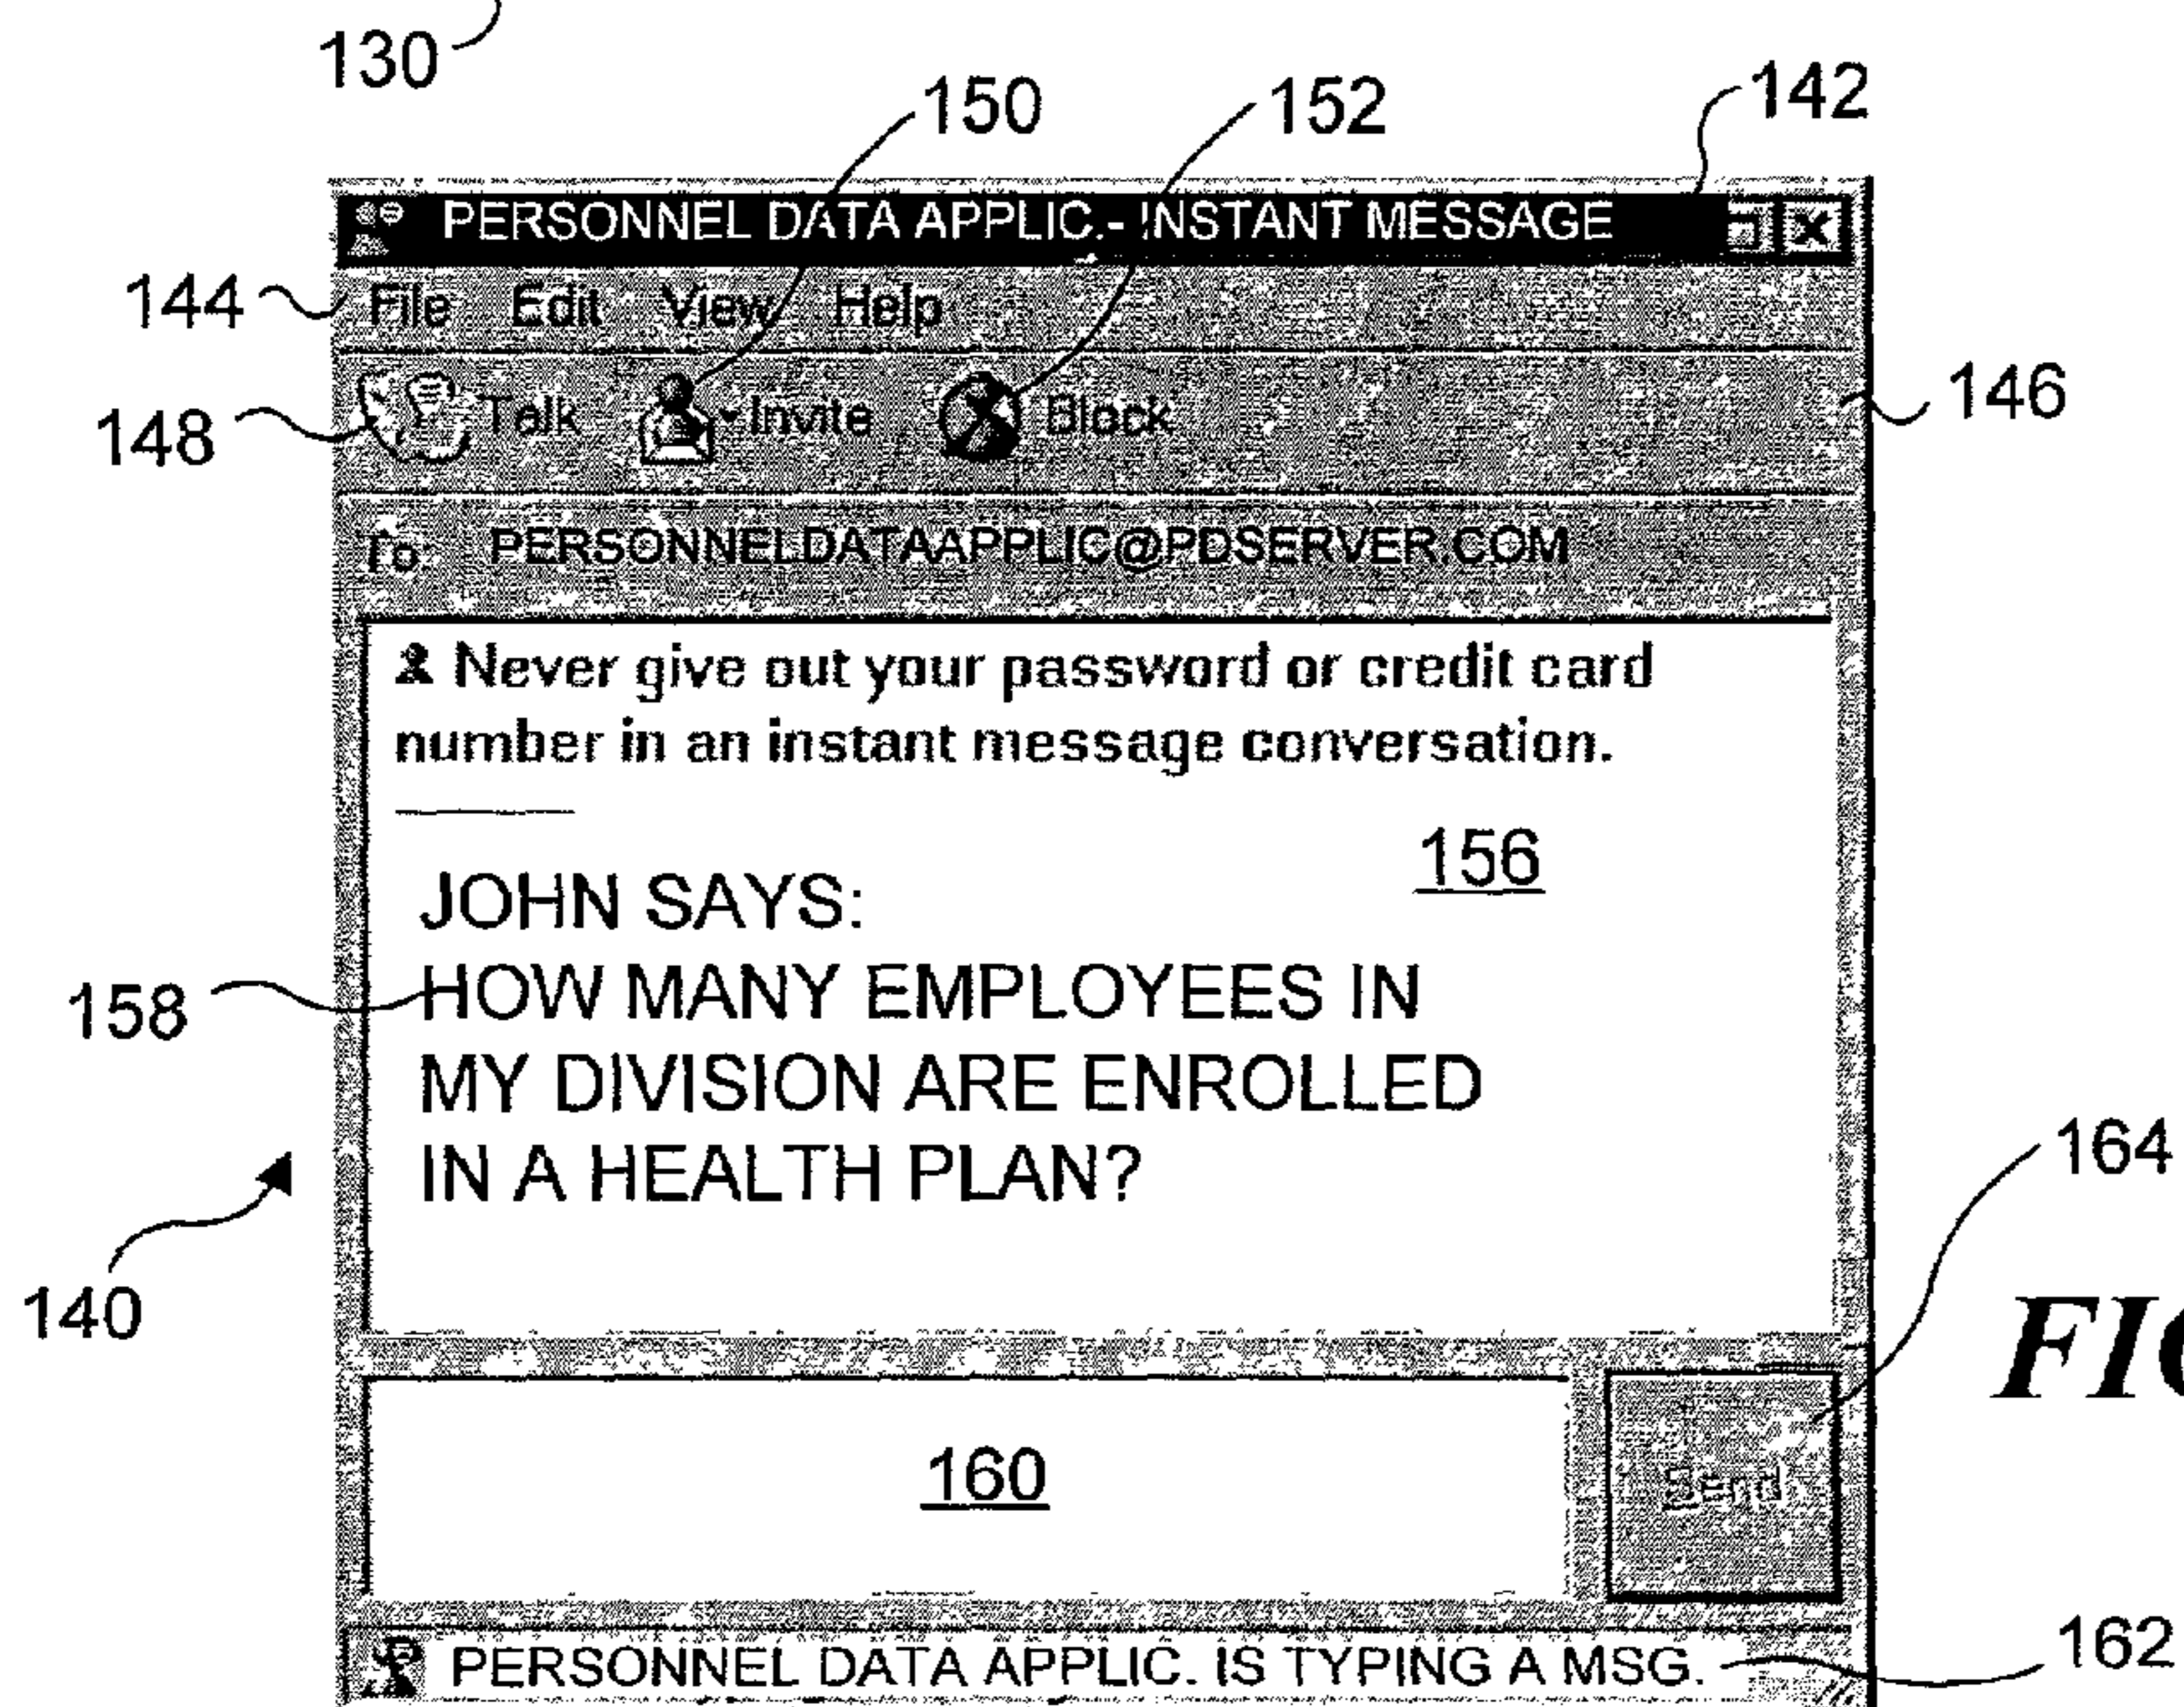 130
150
152
142
PERSONNEL DATA APPLIC.- INSTANT MESSAGE
144
File Edit View Help
146
148
Talk Invite Block
To: PERSONNELDATAAPPLIC@PDSERVER.COM
Never give out your password or credit card
number in an instant message conversation.
156
JOHN SAYS:
158
HOW MANY EMPLOYEES IN
MY DIVISION ARE ENROLLED
IN A HEALTH PLAN?
164
140
160
Send
162
PERSONNEL DATA APPLIC. IS TYPING A MSG.